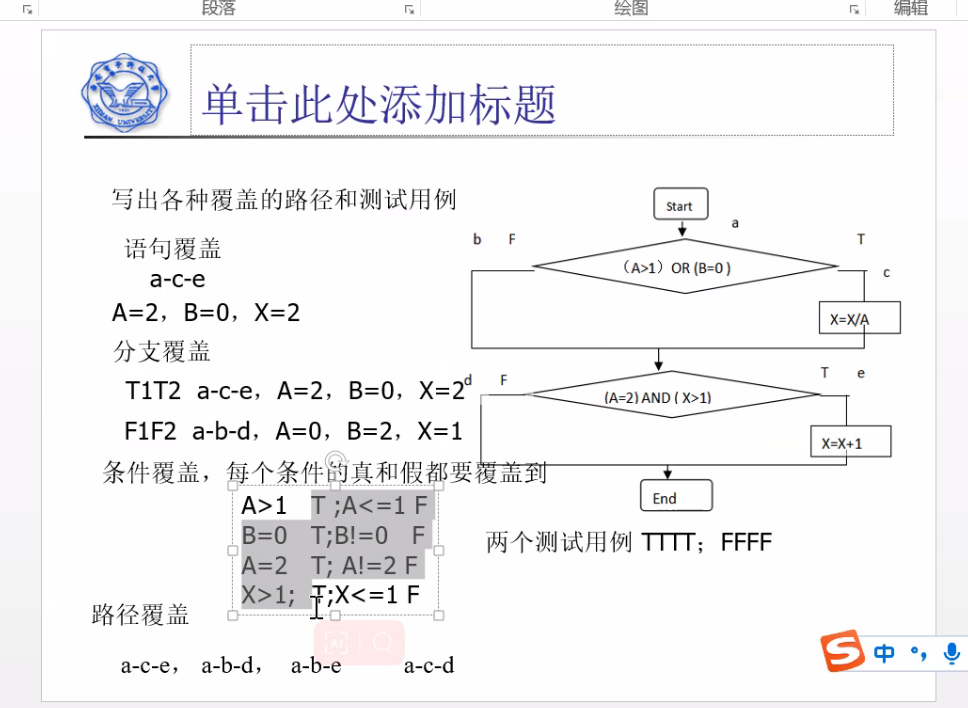 段落
绘图
编辑
单击此处添加标题
写出各种覆盖的路径和测试用例
语句覆盖
a-c-e
A=2，B=0，X=2
分支覆盖
T1T2 a-c-e，A=2，B=0，X=2
F1F2 a-b-d，A=0，B=2，X=1
条件覆盖，每个条件的真和假都要覆盖到
A>1 T ;A<=1 F
B=0 T;B!=0 F
A=2 T; A!=2 F
X>1; T;X<=1 F
路径覆盖
a-c-e， a-b-d， a-b-e a-c-d
Start
a
b F
T
（A>1）OR (B=0 )
c
X=X/A
d F
T e
(A=2) AND ( X>1)
X=X+1
End
两个测试用例 TTTT；FFFF
中